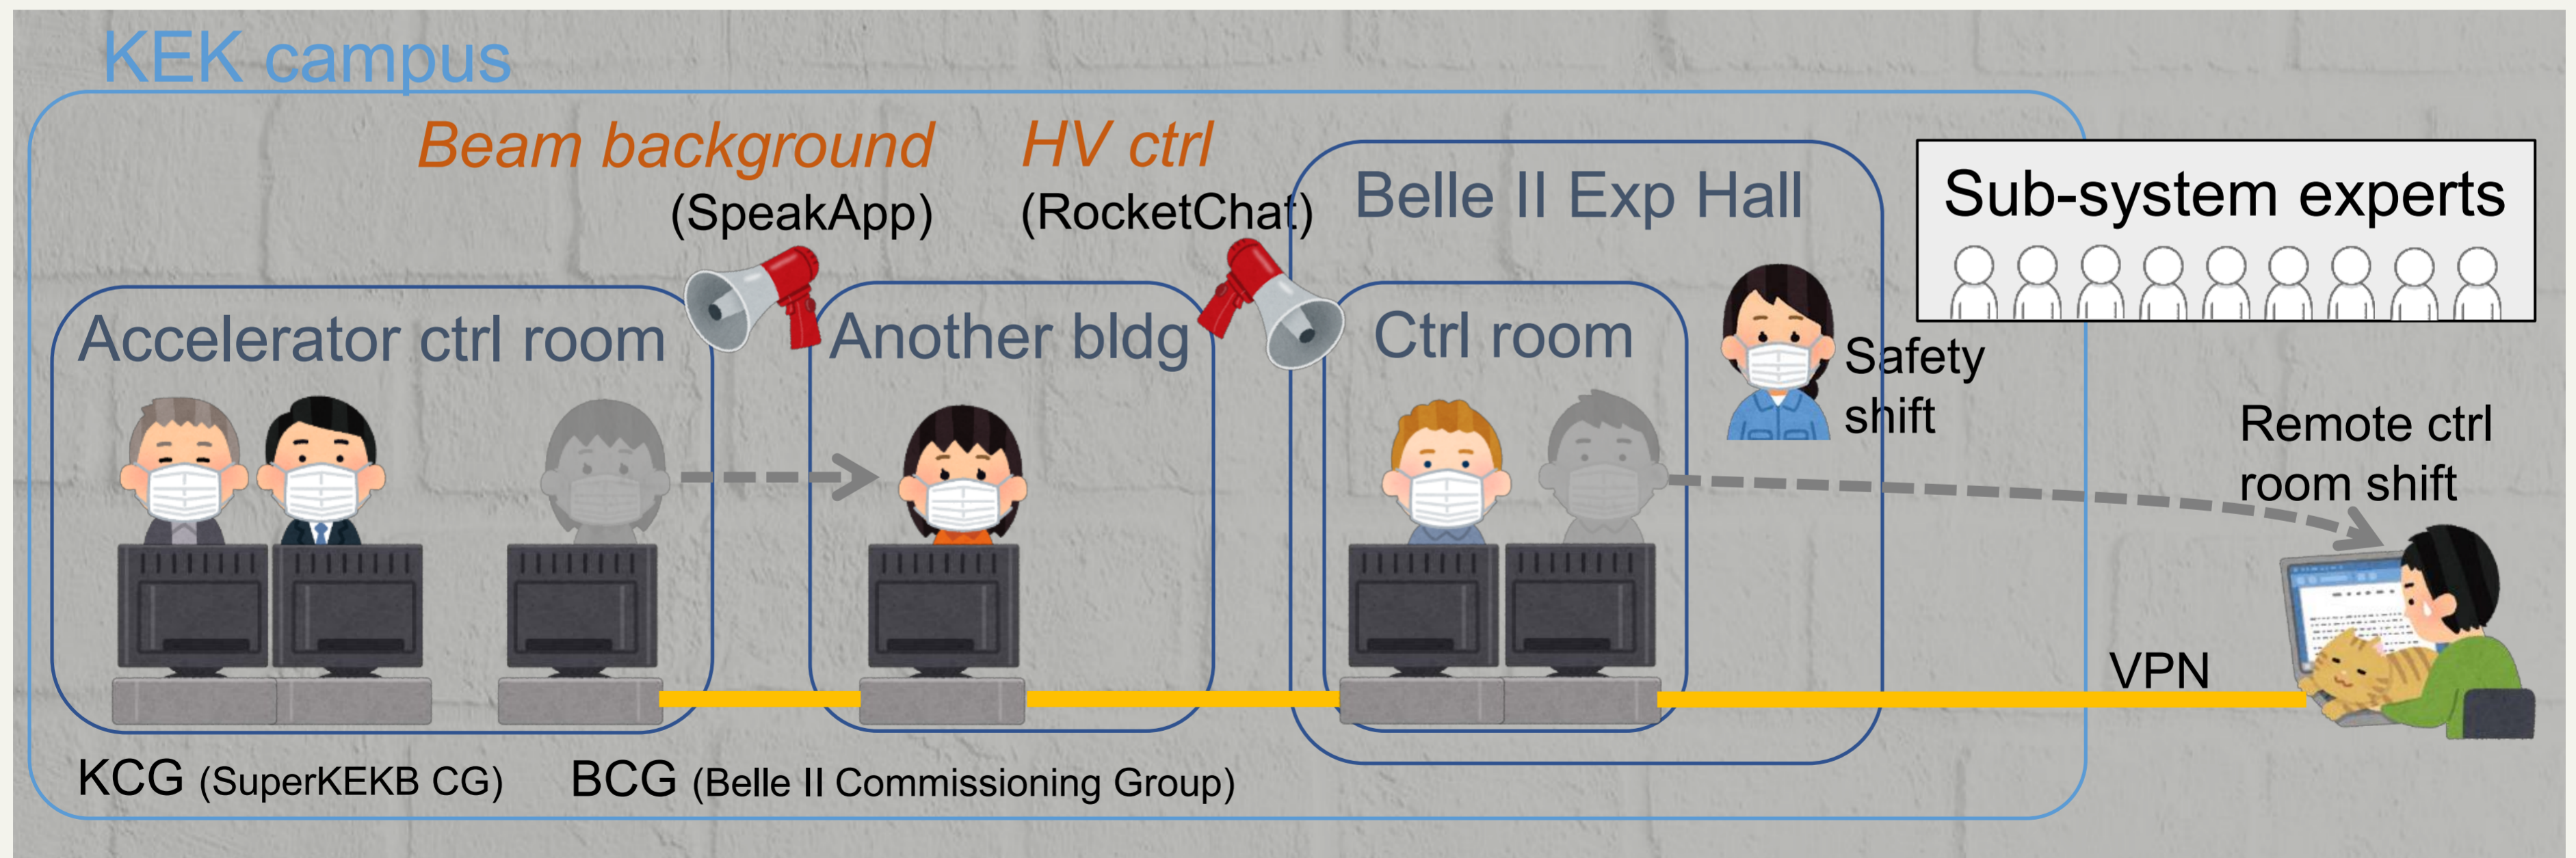 KEK campus
Beam background
(SpeakApp)
HV ctrl
(RocketChat)
Belle II Exp Hall
Sub-system experts
Accelerator ctrl room
Another bldg
Ctrl room
Safety
shift
Remote ctrl
room shift
VPN
KCG (SuperKEKB CG)
BCG (Belle II Commissioning Group)